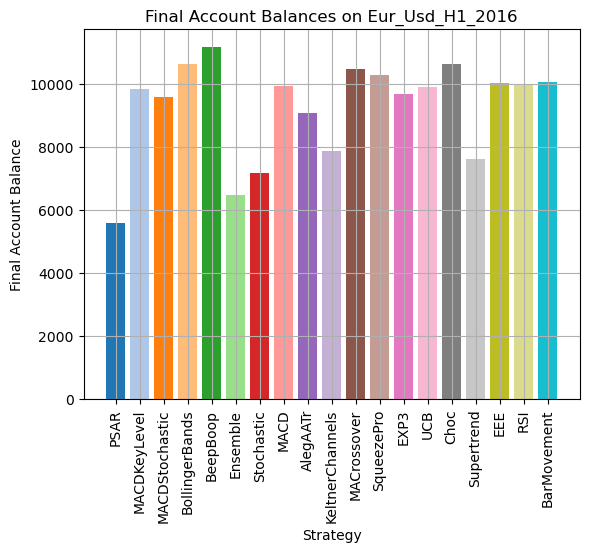 Final Account Balances on Eur_Usd_H1_2016
Final Account Balance
10000
8000
6000
4000
2000
0
PSAR
MACDKeyLevel
MACDStochastic
BollingerBands
BeepBoop
Ensemble
Stochastic
MACD
AlegAATr
KeltnerChannels
MACrossover
SqueezePro
EXP3
UCB
Choc
Supertrend
EEE
RSI
BarMovement
Strategy